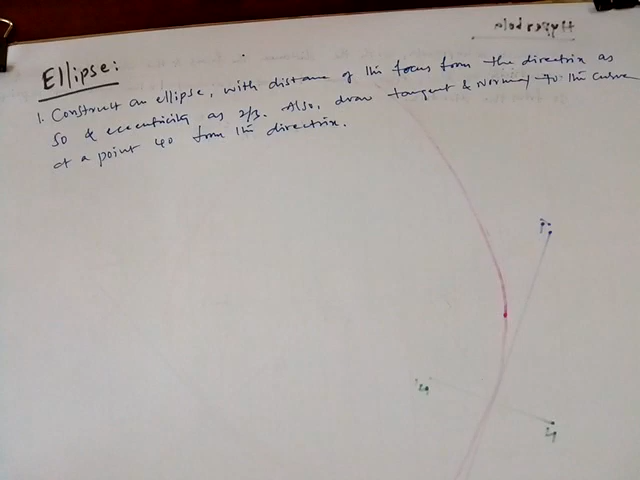 Ellipse:
1. Construct an ellipse, with distance of the focus from the directrix as
50 & eccentricity as 2/3. Also, draw tangent & Normal to the curve
at a point 40 from the directrix.